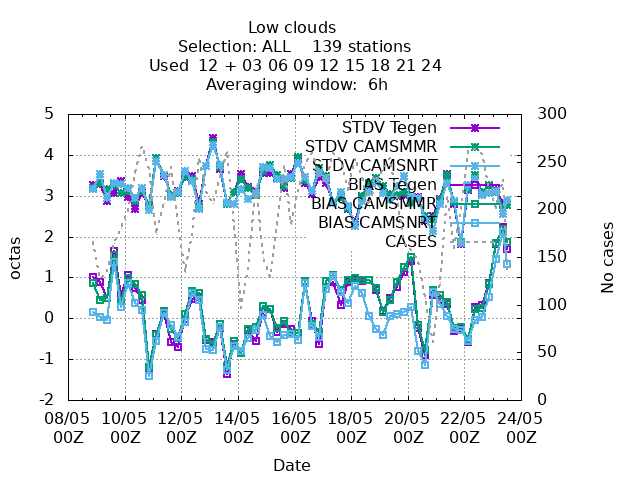 Low clouds
Selection: ALL    139 stations
Used  12 + 03 06 09 12 15 18 21 24
Averaging window:  6h
5
4
3
2
1
0
-1
-2
octas
300
250
200
150
100
50
0
No cases
STDV Tegen
STDV CAMSMMR
STDV CAMSNRT
BIAS Tegen
BIAS CAMSMMR
BIAS CAMSNRT
CASES
08/05 10/05 12/05 14/05 16/05 18/05 20/05 22/05 24/05
00Z 00Z 00Z 00Z 00Z 00Z 00Z 00Z 00Z
Date